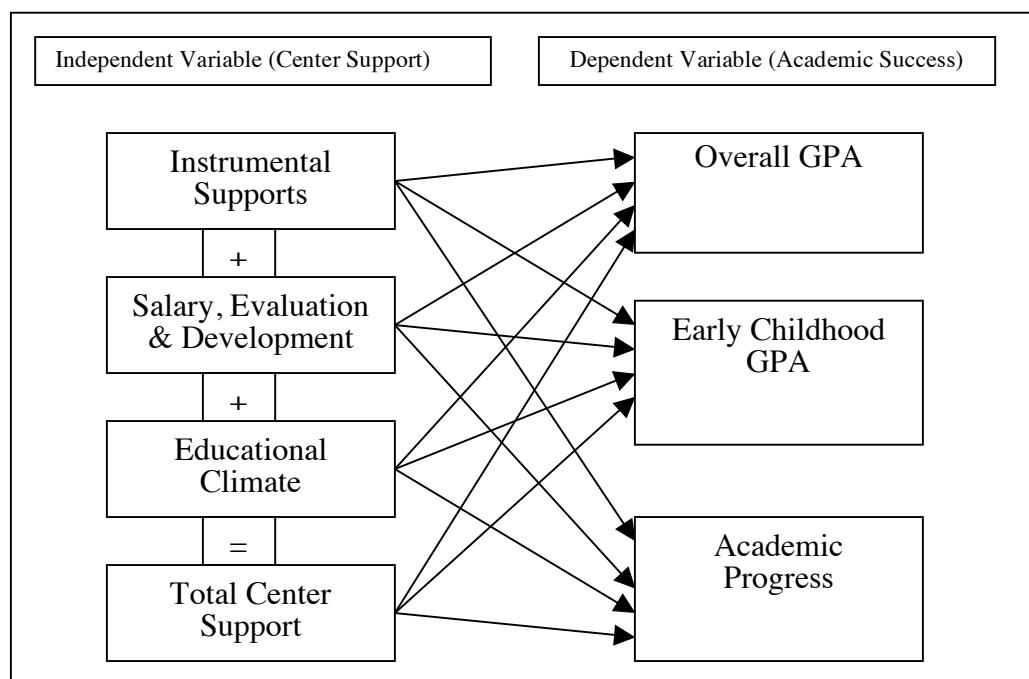 Independent Variable (Center Support)
Dependent Variable (Academic Success)
Instrumental
Supports
+
Salary, Evaluation
& Development
+
Educational
Climate
=
Total Center
Support
Overall GPA
Early Childhood
GPA
Academic
Progress